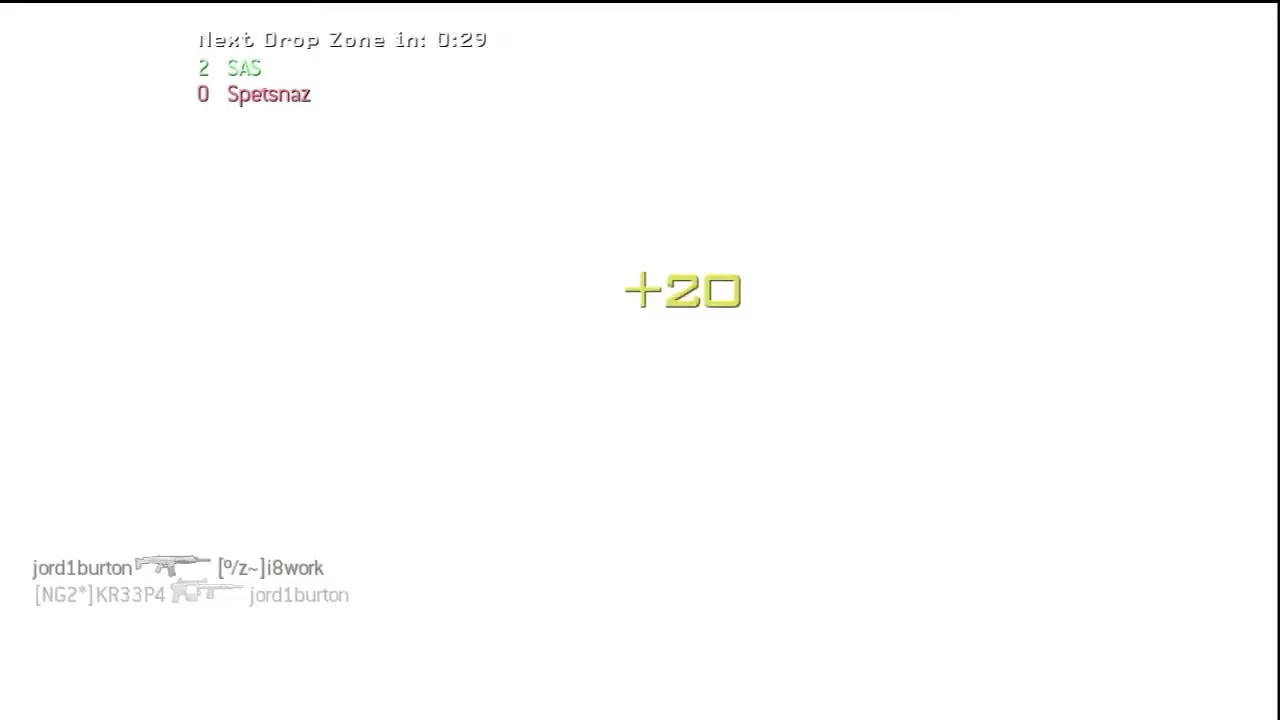 Next Drop Zone in: 0:29
2 SAS
0 Spetsnaz
+20
jord1burton [º/z~]i8work
[NG2*]KR33P4 jord1burton